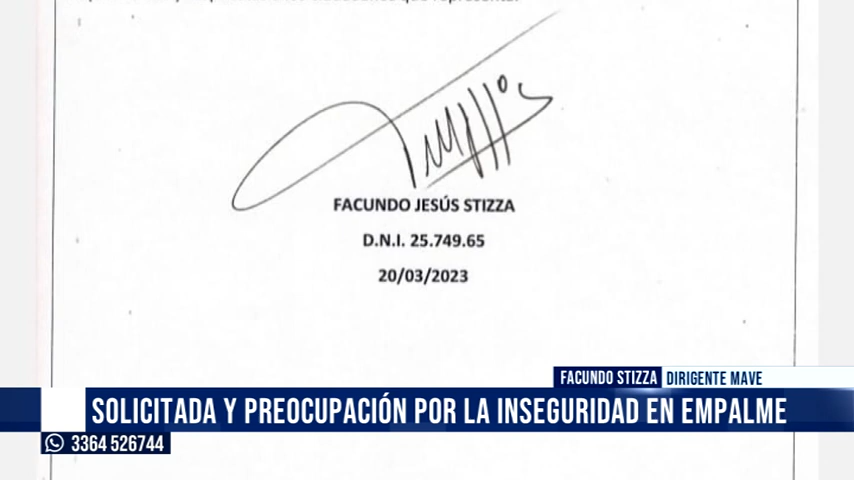 FACUNDO JESÚS STIZZA
D.N.I. 25.749.65
20/03/2023
FACUNDO STIZZA DIRIGENTE MAVE
SOLICITADA Y PREOCUPACIÓN POR LA INSEGURIDAD EN EMPALME
3364 526744